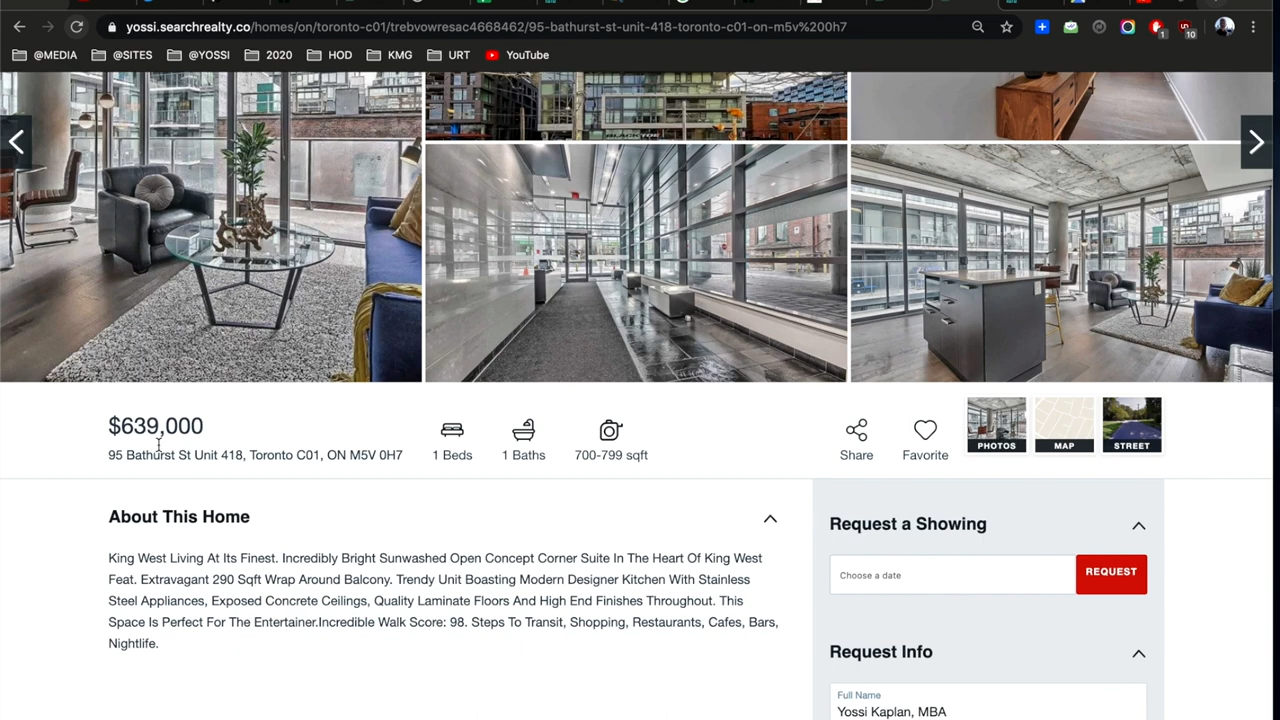 yossi.searchrealty.co/homes/on/toronto-c01/trebvowresac4668462/95-bathurst-st-unit-418-toronto-c01-on-m5v%200h7
1
10
@MEDIA @SITES @YOSSI 2020 HOD KMG URT YouTube
$639,000
95 Bathurst St Unit 418, Toronto C01, ON M5V 0H7
1 Beds
1 Baths
700-799 sqft
Share
Favorite
PHOTOS
MAP
STREET
About This Home
King West Living At Its Finest. Incredibly Bright Sunwashed Open Concept Corner Suite In The Heart Of King West
Feat. Extravagant 290 Sqft Wrap Around Balcony. Trendy Unit Boasting Modern Designer Kitchen With Stainless
Steel Appliances, Exposed Concrete Ceilings, Quality Laminate Floors And High End Finishes Throughout. This
Space Is Perfect For The Entertainer.Incredible Walk Score: 98. Steps To Transit, Shopping, Restaurants, Cafes, Bars,
Nightlife.
Request a Showing
Choose a date
REQUEST
Request Info
Full Name
Yossi Kaplan, MBA